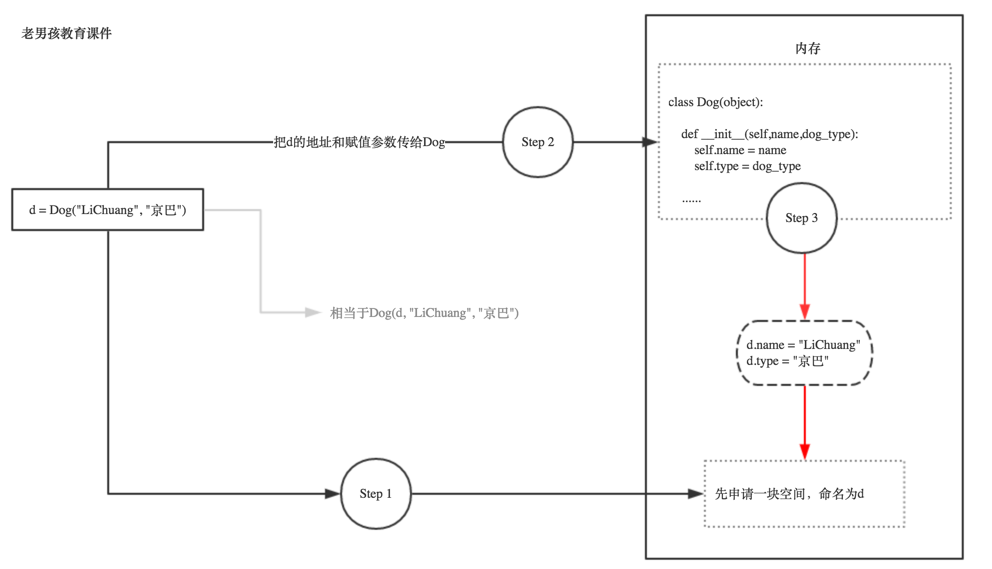 老男孩教育课件
内存
class Dog(object):
def __init__(self,name,dog_type):
self.name = name
self.type = dog_type
......
把d的地址和赋值参数传给Dog
Step 2
d = Dog("LiChuang", "京巴")
Step 3
相当于Dog(d, "LiChuang", "京巴")
d.name = "LiChuang"
d.type = "京巴"
Step 1
先申请一块空间，命名为d